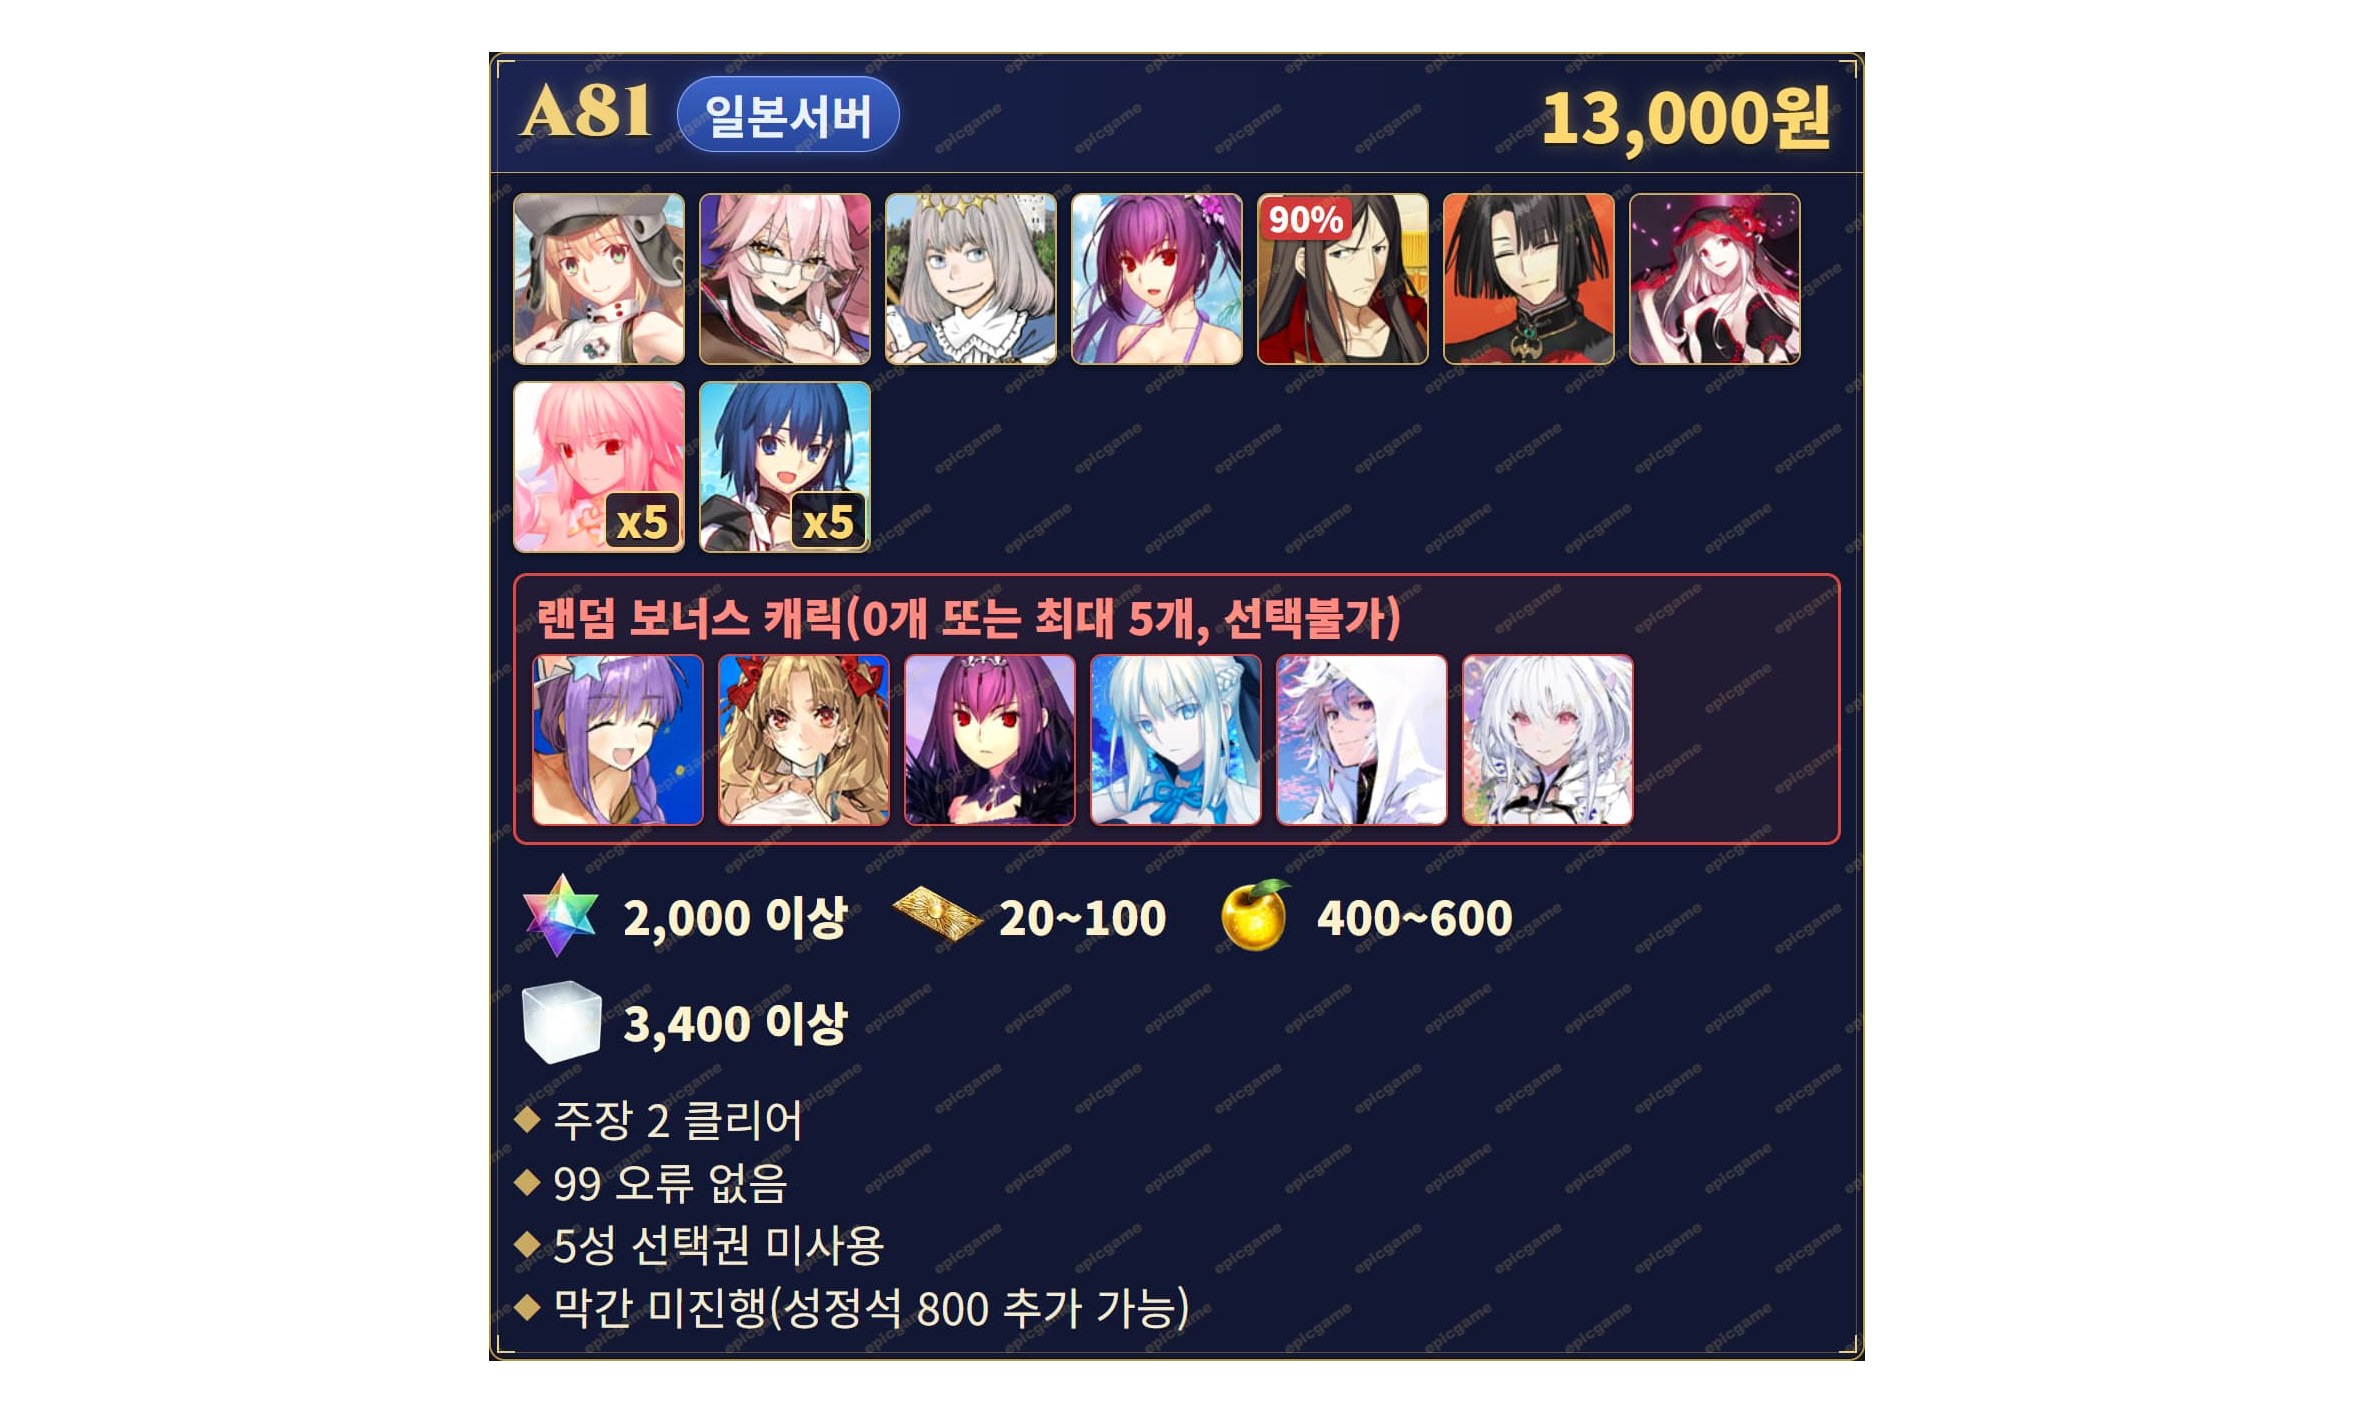 A81 일본서버 13,000원
90%
x5 x5
랜덤 보너스 캐릭(0개 또는 최대 5개, 선택불가)
2,000 이상 20~100 400~600
3,400 이상
주장 2 클리어
99 오류 없음
5성 선택권 미사용
막간 미진행(성정석 800 추가 가능)
epicgame